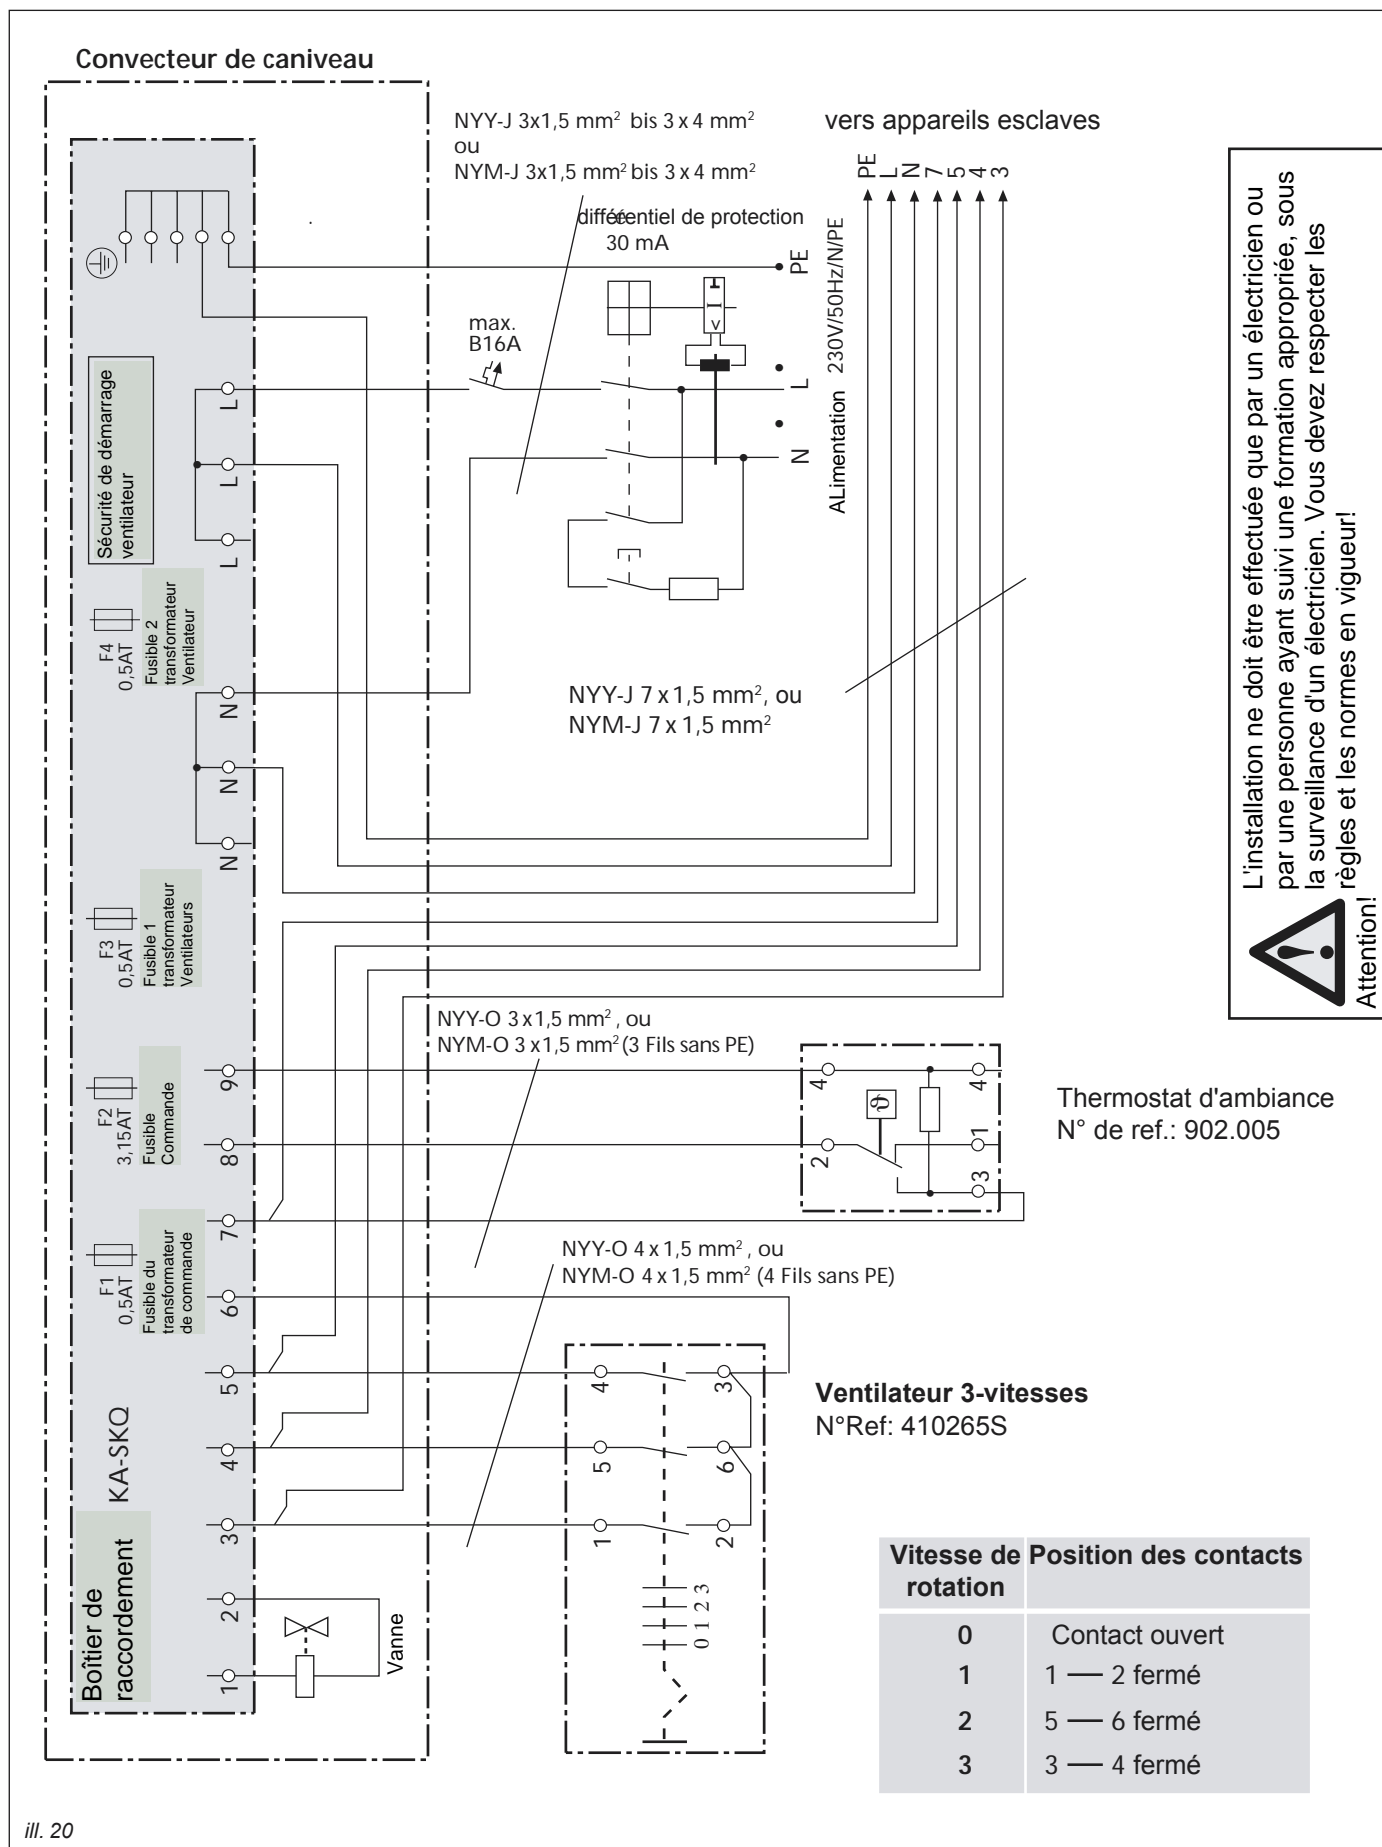 Convecteur de caniveau
NYY-J 3x1,5 mm² bis 3 x 4 mm²
ou
NYM-J 3x1,5 mm² bis 3 x 4 mm²
vers appareils esclaves
PE
L
N
7
5
4
3
différentiel de protection
30 mA
max.
B16A
I
>
PE
L
N
ALimentation 230V/50Hz/N/PE
L'installation ne doit être effectuée que par un électricien ou
par une personne ayant suivi une formation appropriée, sous
la surveillance d'un électricien. Vous devez respecter les
règles et les normes en vigueur!
Attention!
Sécurité de démarrage
ventilateur
L
L
L
F4
0,5AT
Fusible 2
transformateur
Ventilateur
N
N
N
NYY-J 7 x 1,5 mm², ou
NYM-J 7 x 1,5 mm²
F3
0,5AT
Fusible 1
transformateur
Ventilateurs
NYY-O 3 x1,5 mm² , ou
NYM-O 3 x1,5 mm² (3 Fils sans PE)
F2
3,15AT
Fusible
Commande
9
8
7
6
5
4
3
2
1
4
4
ϑ
2
1
3
Thermostat d'ambiance
N° de ref.: 902.005
F1
0,5AT
Fusible du
transformateur
de commande
NYY-O 4 x 1,5 mm² , ou
NYM-O 4 x 1,5 mm² (4 Fils sans PE)
4
3
5
6
1
2
0 1 2 3
Ventilateur 3-vitesses
N°Ref: 410265S
KA-SKQ
Boîtier de
raccordement
Vanne
Vitesse de Position des contacts
rotation
0 Contact ouvert
1 1 — 2 fermé
2 5 — 6 fermé
3 3 — 4 fermé
ill. 20